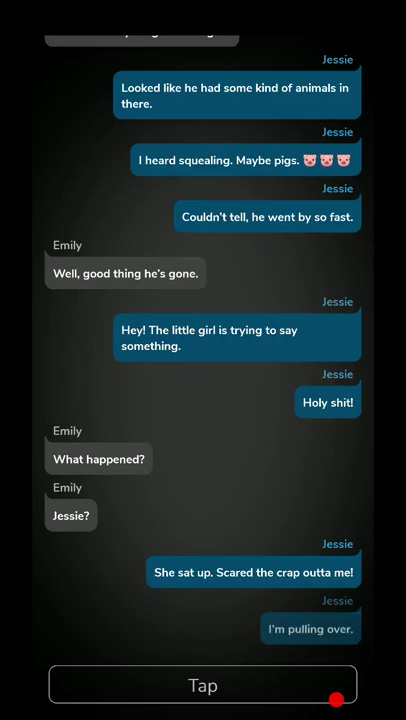 Jessie
Looked like he had some kind of animals in
there.
Jessie
I heard squealing. Maybe pigs. 🐷🐷🐷
Jessie
Couldn't tell, he went by so fast.
Emily
Well, good thing he's gone.
Jessie
Hey! The little girl is trying to say
something.
Jessie
Holy shit!
Emily
What happened?
Emily
Jessie?
Jessie
She sat up. Scared the crap outta me!
Jessie
I'm pulling over.
Tap